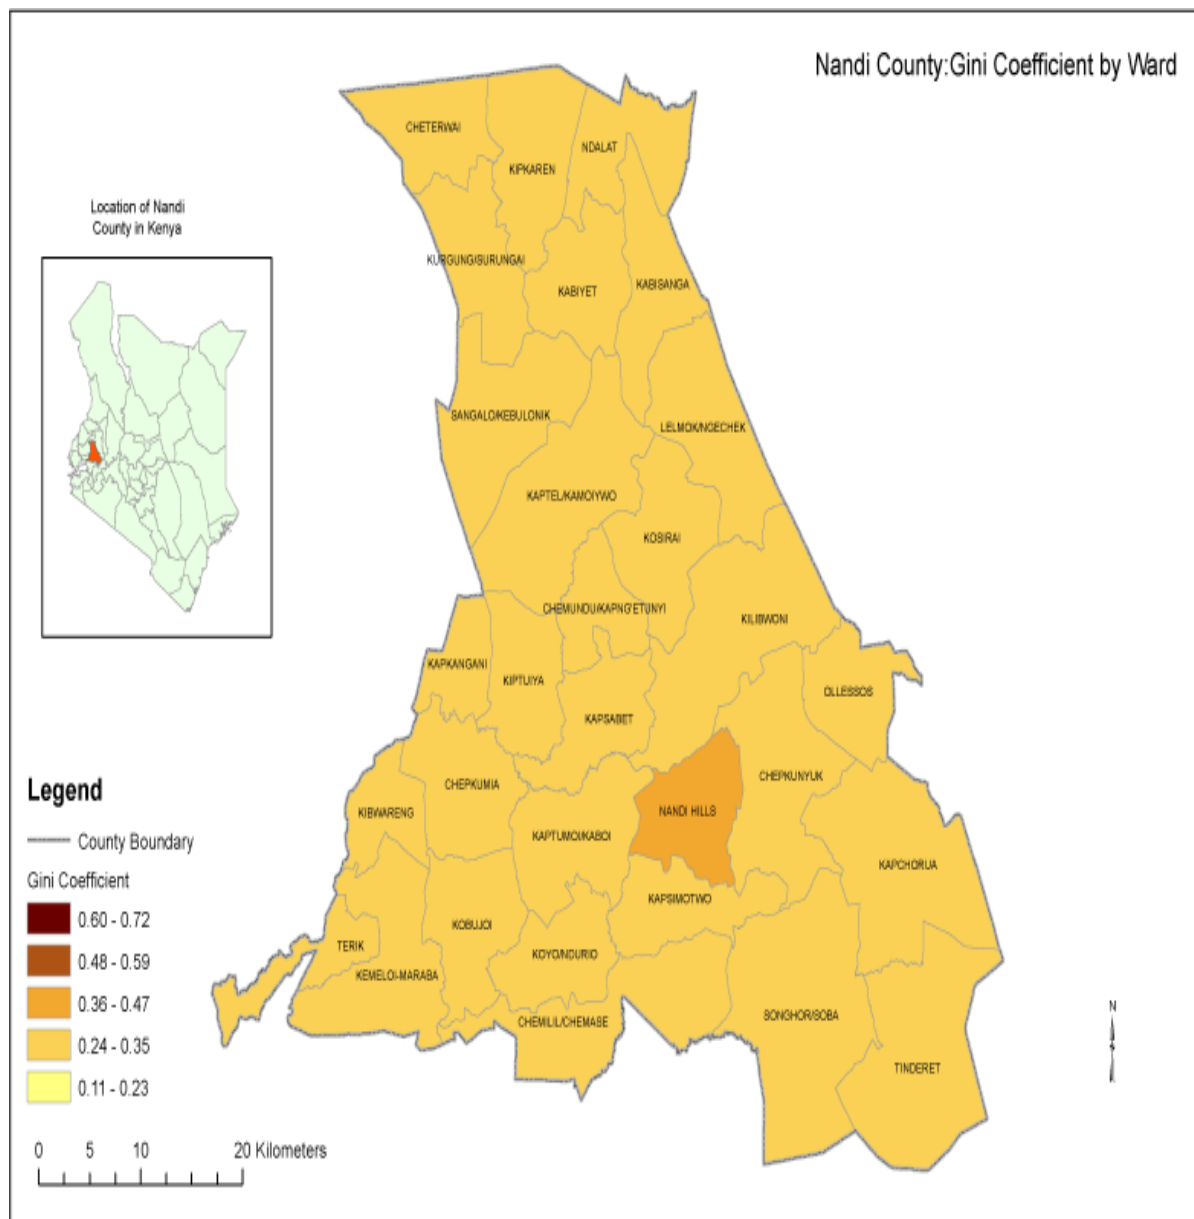 Nandi County:Gini Coefficient by Ward
CHETERWAI
NDALAT
KIPKAREN
Location of Nandi
County in Kenya
KURGUNG/SURUNGAI
KABIYET
KABISANGA
SANGALO/KEBULONIK
LELMOK/NGECHEK
KAPTEL/KAMOIYWO
KOSIRAI
CHEMUNDU/KAPNG'ETUNYI
KILIBWONI
KAPKANGANI
KIPTUIYA
OLLESSOS
KAPSABET
CHEPKUNYUK
CHEPKUMIA
KIBWARENG
NANDI HILLS
KAPTUMOI/KABOI
KAPCHORUA
KAPSIMOTWO
KOBUJOI
TERIK
KOYO/NDURIO
KEMELOI-MARABA
SONGHOR/SOBA
CHEMILIL/CHEMASE
TINDERET
Legend
County Boundary
Gini Coefficient
0.60 - 0.72
0.48 - 0.59
0.36 - 0.47
0.24 - 0.35
0.11 - 0.23
0 5 10 20 Kilometers
N